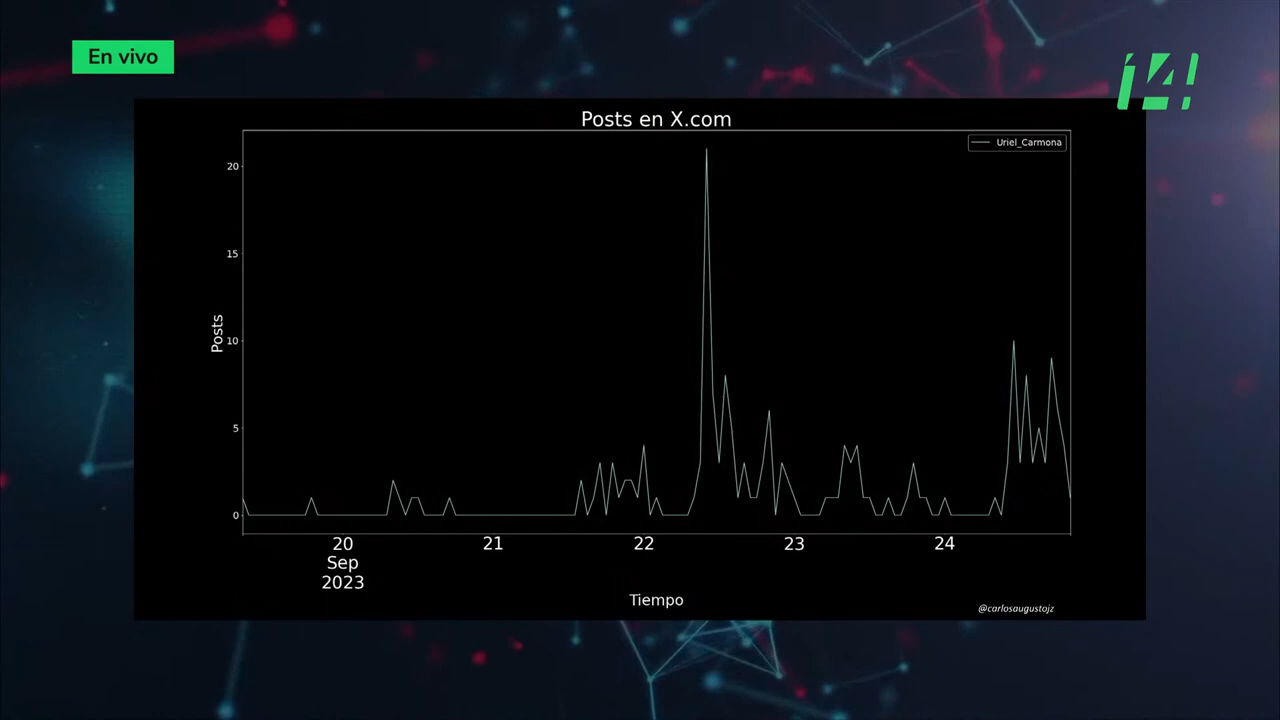 En vivo
¡4!
Posts en X.com
Uriel_Carmona
20
15
10
5
0
Posts
20 21 22 23 24
Sep
2023
Tiempo
@carlosaugustojz